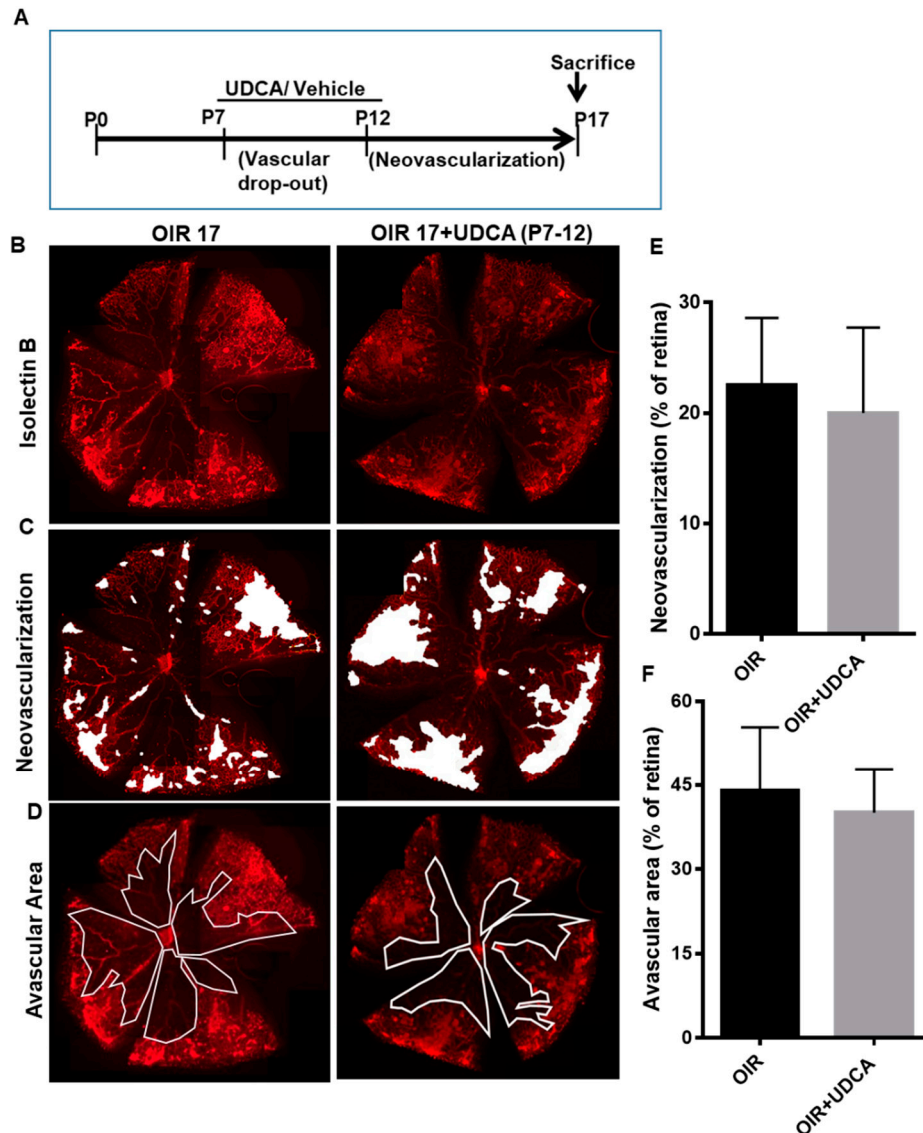 A
Sacrifice
UDCA/ Vehicle
P0
P7
P12
P17
(Vascular
drop-out)
(Neovascularization)
B
OIR 17
OIR 17+UDCA (P7-12)
Isolectin B
C
Neovascularization
D
Avascular Area
E
Neovascularization (% of retina)
30
20
10
0
OIR
OIR+UDCA
F
Avascular area (% of retina)
60
45
30
15
0
OIR
OIR+UDCA